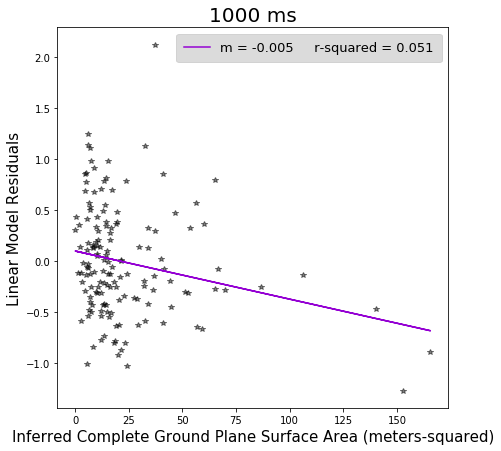 1000 ms
m = -0.005 r-squared = 0.051
2.0
1.5
1.0
0.5
0.0
−0.5
−1.0
Linear Model Residuals
0 25 50 75 100 125 150
Inferred Complete Ground Plane Surface Area (meters-squared)